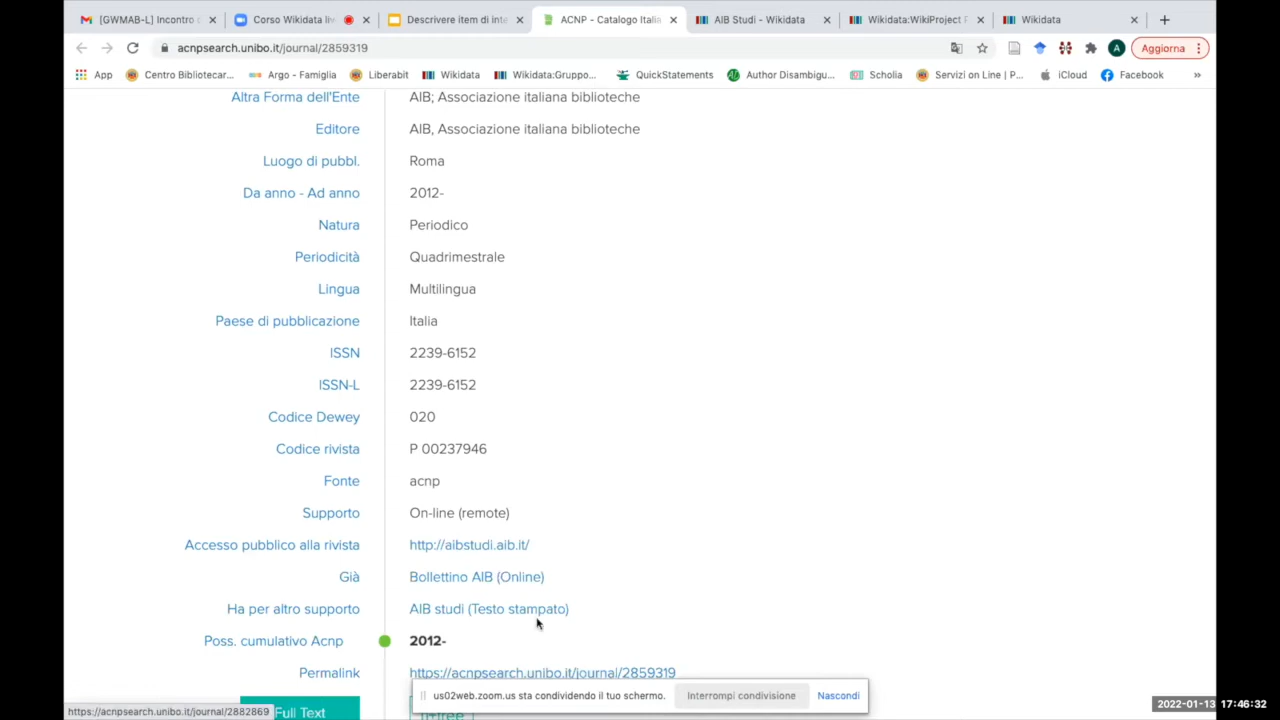 [GWMAB-L] Incontro
Corso Wikidata liv
Descrivere item di inte
ACNP - Catalogo Italia
AIB Studi - Wikidata
Wikidata:WikiProject
Wikidata
acnpsearch.unibo.it/journal/2859319
A
Aggiorna
App
Centro Bibliotecar...
Argo - Famiglia
Liberabit
Wikidata
Wikidata:Gruppo...
QuickStatements
Author Disambigu...
Scholia
Servizi on Line | P...
iCloud
Facebook
»
Altra Forma dell'Ente AIB; Associazione italiana biblioteche
Editore AIB, Associazione italiana biblioteche
Luogo di pubbl. Roma
Da anno - Ad anno 2012-
Natura Periodico
Periodicità Quadrimestrale
Lingua Multilingua
Paese di pubblicazione Italia
ISSN 2239-6152
ISSN-L 2239-6152
Codice Dewey 020
Codice rivista P 00237946
Fonte acnp
Supporto On-line (remote)
Accesso pubblico alla rivista http://aibstudi.aib.it/
Già Bollettino AIB (Online)
Ha per altro supporto AIB studi (Testo stampato)
Poss. cumulativo Acnp 2012-
Permalink https://acnpsearch.unibo.it/journal/2859319
us02web.zoom.us sta condividendo il tuo schermo. Interrompi condivisione Nascondi
https://acnpsearch.unibo.it/journal/2882869
Full Text
2022-01-13 17:46:32